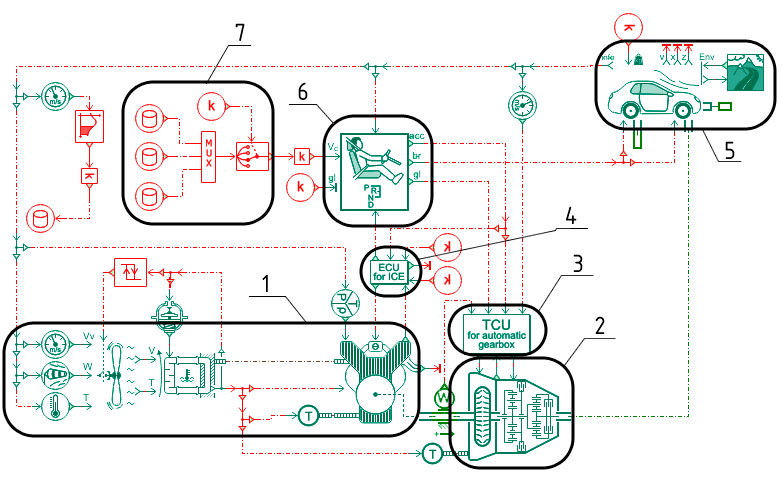 7
k
Info
V
X
Z
Env
m/s
6
m/s
k
M
U
X
k
Vc
acc
br
gl
5
k
k
gl
P
R
N
D
4
k
ECU
for ICE
k
3
1
T
P
P
TCU
for automatic
gearbox
2
m/s
Vv
V
W
T
T
W
T
T